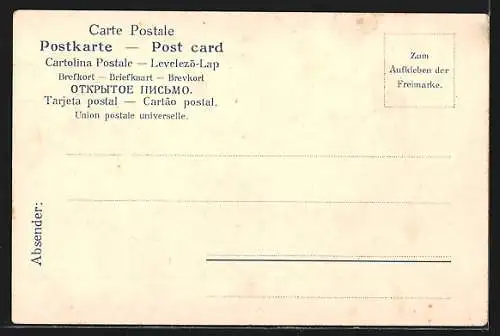 Carte Postale
Postkarte — Post card
Cartolina Postale — Levelező-Lap
Brefkort — Briefkaart — Brevkort
ОТКРЫТОЕ ПИСЬМО.
Tarjeta postal — Cartão postal.
Union postale universelle.
Zum
Aufkleben der
Freimarke.
Absender: